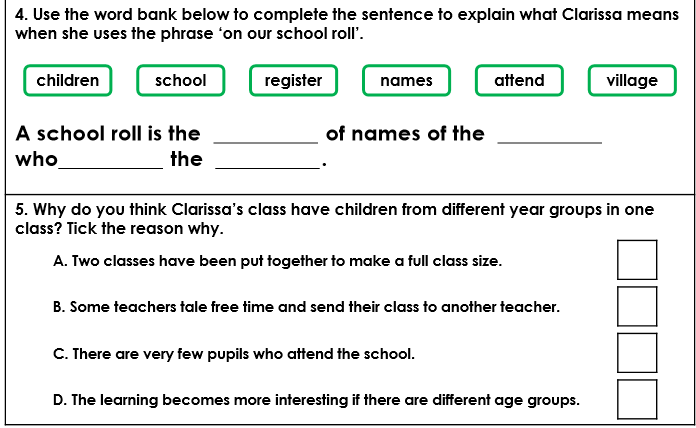 4. Use the word bank below to complete the sentence to explain what Clarissa means
when she uses the phrase ‘on our school roll’.
children school register names attend village
A school roll is the __________ of names of the __________
who__________ the __________.
5. Why do you think Clarissa’s class have children from different year groups in one
class? Tick the reason why.
A. Two classes have been put together to make a full class size.
B. Some teachers tale free time and send their class to another teacher.
C. There are very few pupils who attend the school.
D. The learning becomes more interesting if there are different age groups.